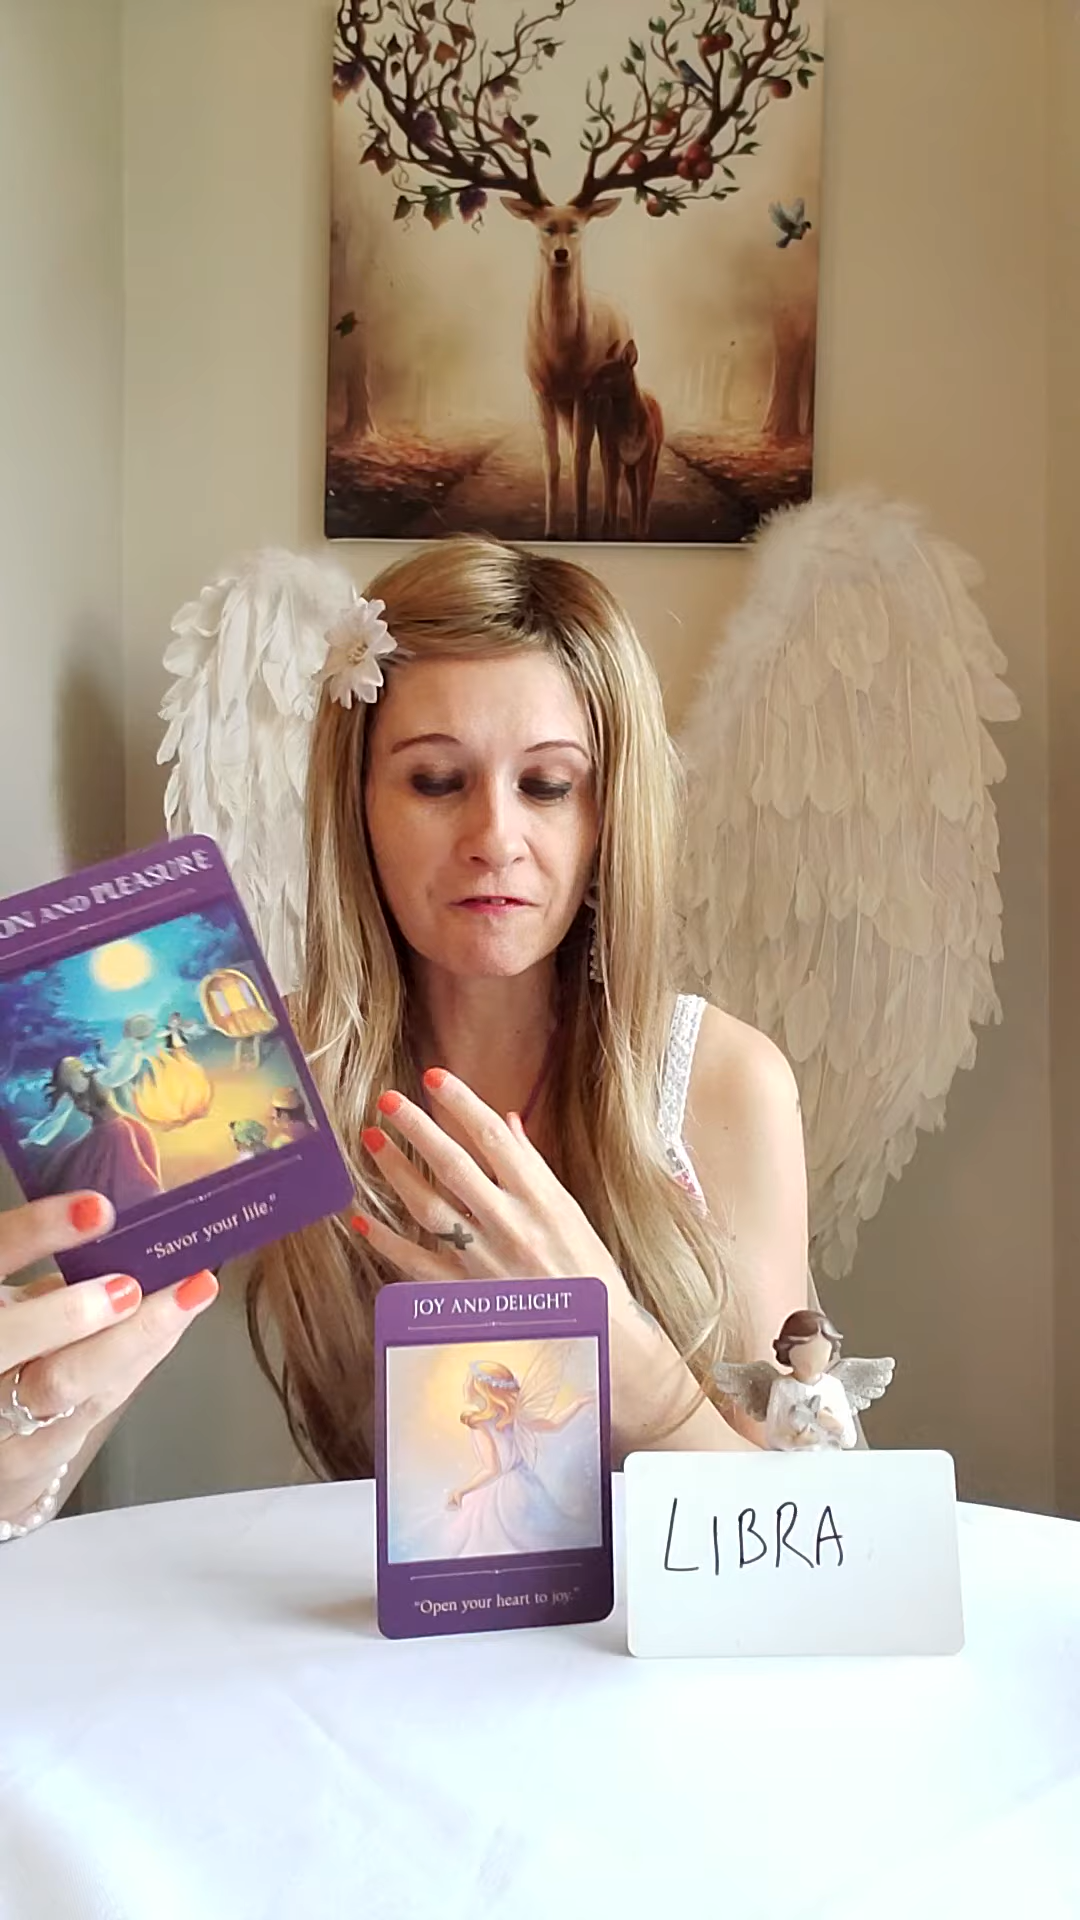 AND PLEASURE
"Savor your life."
JOY AND DELIGHT
"Open your heart to joy."
LIBRA